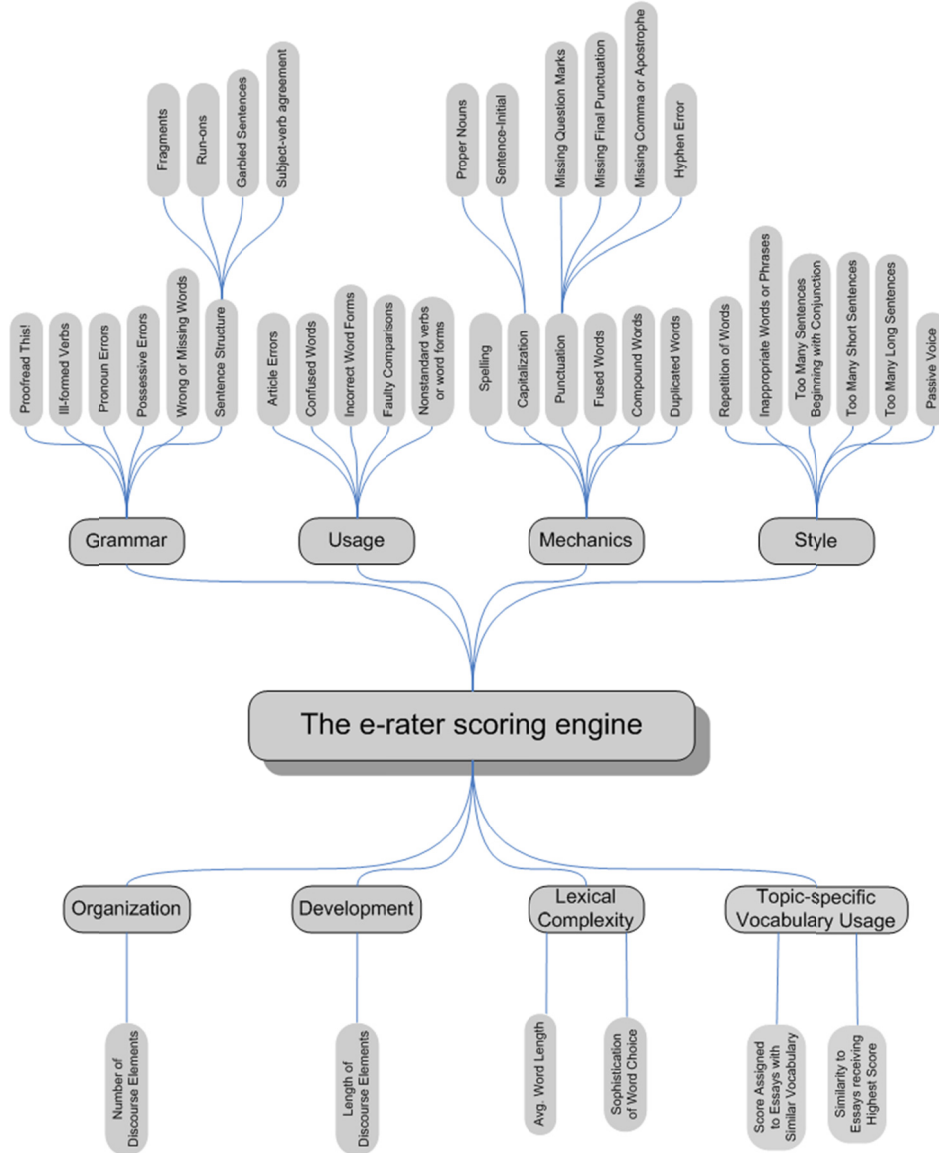 Fragments
Run-ons
Garbled Sentences
Subject-verb agreement
Proper Nouns
Sentence-Initial
Missing Question Marks
Missing Final Punctuation
Missing Comma or Apostrophe
Hyphen Error
Proofread This!
Ill-formed Verbs
Pronoun Errors
Possessive Errors
Wrong or Missing Words
Sentence Structure
Article Errors
Confused Words
Incorrect Word Forms
Faulty Comparisons
Nonstandard verbs
or word forms
Spelling
Capitalization
Punctuation
Fused Words
Compound Words
Duplicated Words
Repetition of Words
Inappropriate Words or Phrases
Too Many Sentences
Beginning with Conjunction
Too Many Short Sentences
Too Many Long Sentences
Passive Voice
Grammar
Usage
Mechanics
Style
The e-rater scoring engine
Organization
Development
Lexical
Complexity
Topic-specific
Vocabulary Usage
Number of
Discourse Elements
Length of
Discourse Elements
Avg. Word Length
Sophistication
of Word Choice
Score Assigned
to Essays with
Similar Vocabulary
Similarity to
Essays receiving
Highest Score